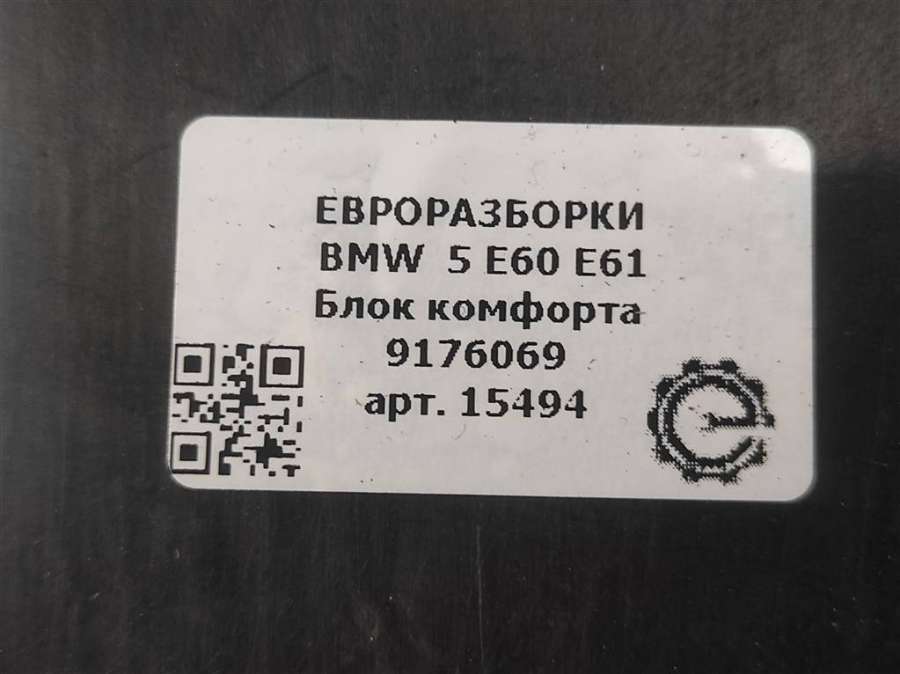 ЕВРОРАЗБОРКИ
BMW 5 E60 E61
Блок комфорта
9176069
арт. 15494